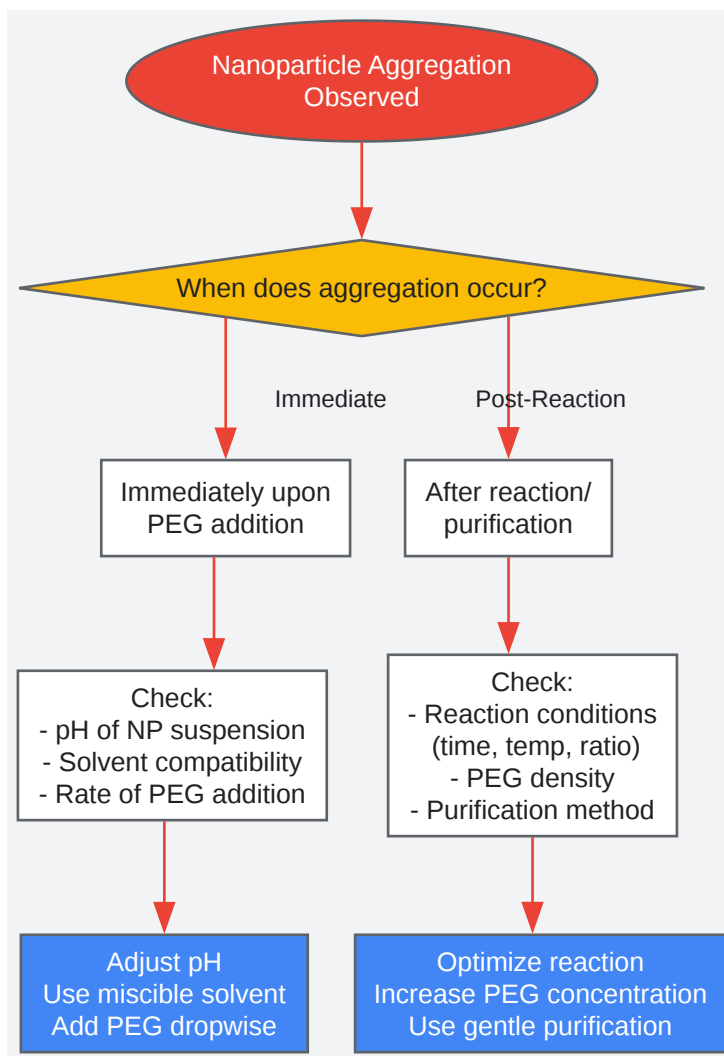 Nanoparticle Aggregation
Observed
When does aggregation occur?
Immediate
Post-Reaction
Immediately upon
PEG addition
After reaction/
purification
Check:
- pH of NP suspension
- Solvent compatibility
- Rate of PEG addition
Check:
- Reaction conditions
(time, temp, ratio)
- PEG density
- Purification method
Adjust pH
Use miscible solvent
Add PEG dropwise
Optimize reaction
Increase PEG concentration
Use gentle purification